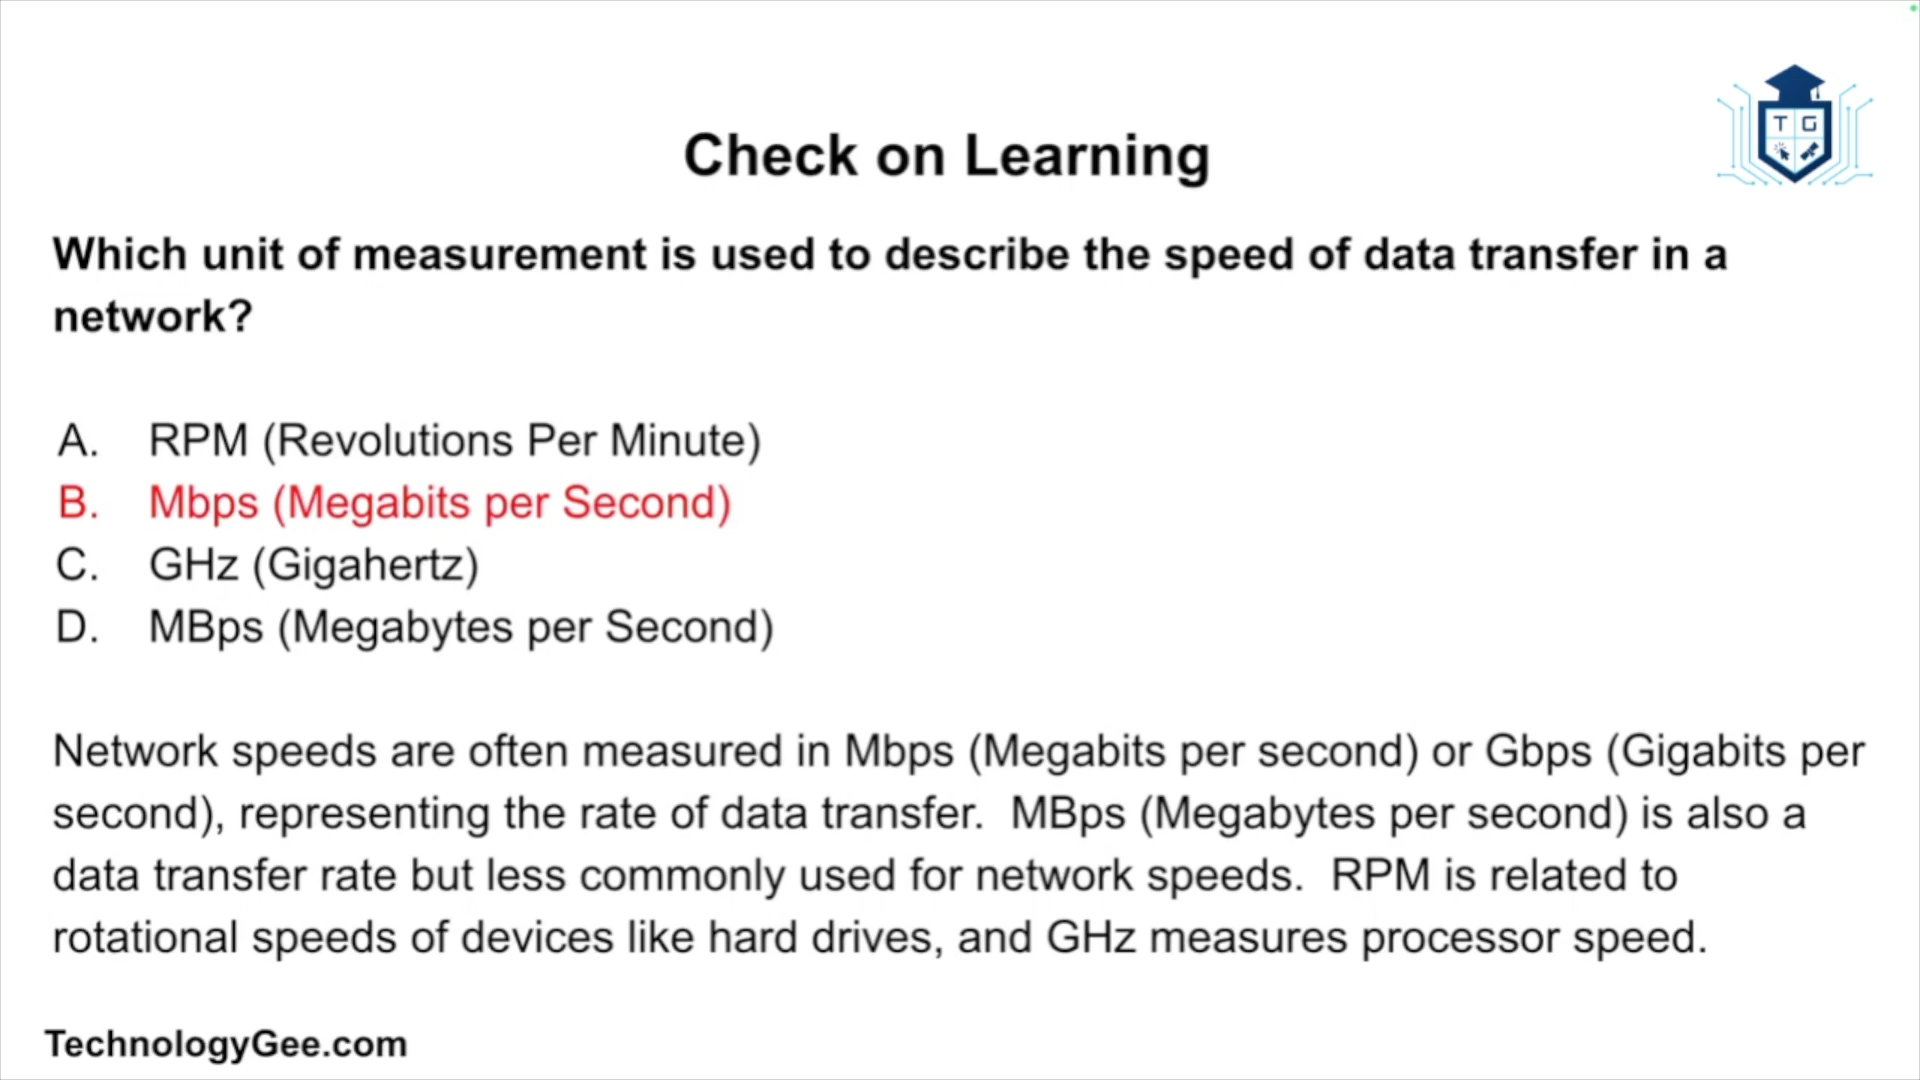 T G
Check on Learning
Which unit of measurement is used to describe the speed of data transfer in a
network?
A. RPM (Revolutions Per Minute)
B. Mbps (Megabits per Second)
C. GHz (Gigahertz)
D. MBps (Megabytes per Second)
Network speeds are often measured in Mbps (Megabits per second) or Gbps (Gigabits per
second), representing the rate of data transfer.  MBps (Megabytes per second) is also a
data transfer rate but less commonly used for network speeds.  RPM is related to
rotational speeds of devices like hard drives, and GHz measures processor speed.
TechnologyGee.com